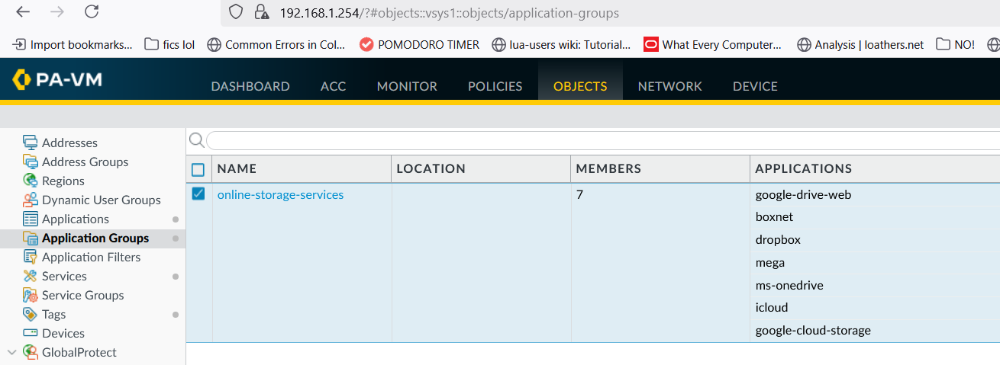 192.168.1.254/?#objects::vsys1::objects/application-groups
Import bookmarks... fics lol Common Errors in Col... POMODORO TIMER lua-users wiki: Tutorial... What Every Computer... Analysis | loathers.net NO!
PA-VM DASHBOARD ACC MONITOR POLICIES OBJECTS NETWORK DEVICE
Addresses
Address Groups
Regions
Dynamic User Groups
Applications
Application Groups
Application Filters
Services
Service Groups
Tags
Devices
GlobalProtect
NAME LOCATION MEMBERS APPLICATIONS
online-storage-services 7 google-drive-web
boxnet
dropbox
mega
ms-onedrive
icloud
google-cloud-storage